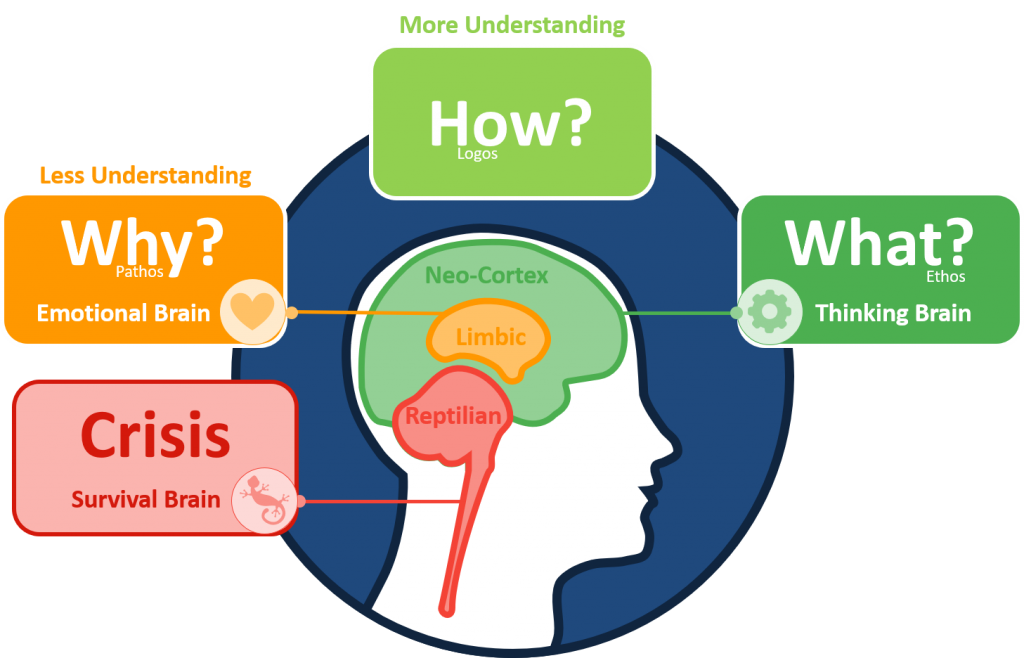 More Understanding
How?
Logos
Less Understanding
Why?
Pathos
Emotional Brain
What?
Ethos
Thinking Brain
Neo-Cortex
Limbic
Reptilian
Crisis
Survival Brain